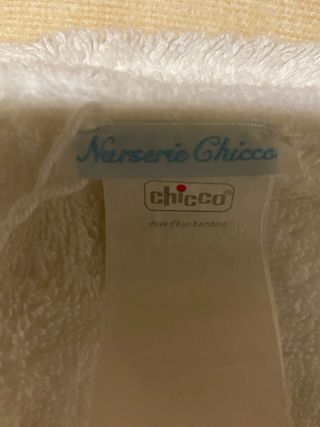 Nurserie Chicco
chicco®
dove c'è un bambino